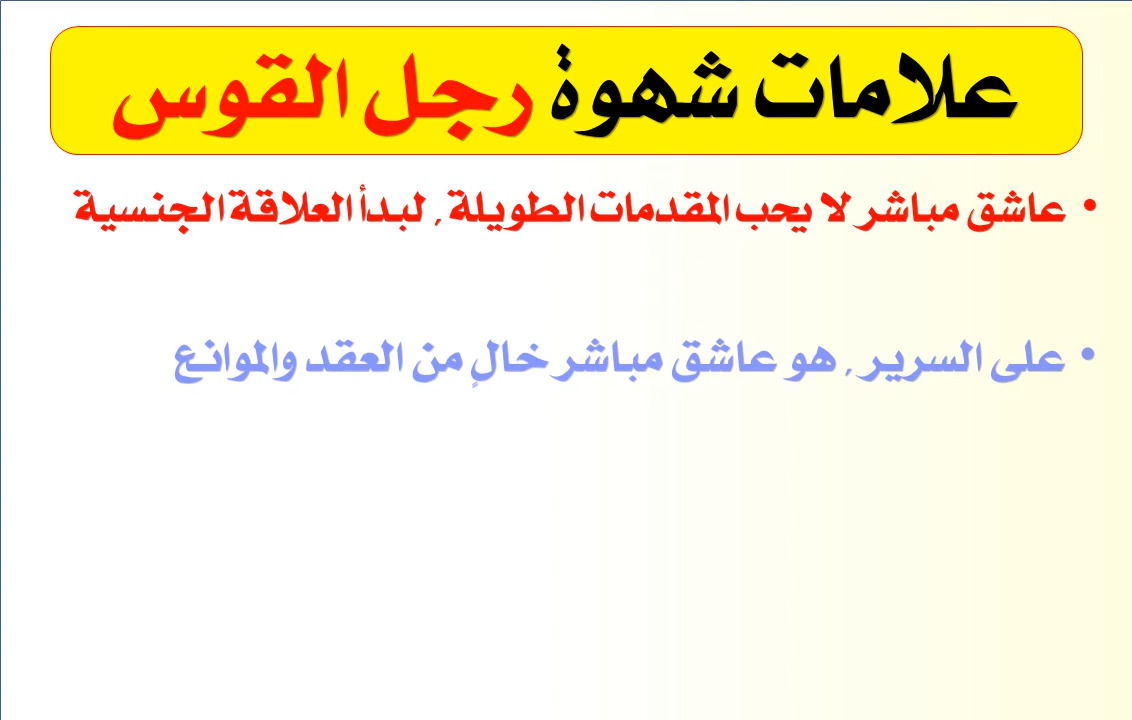 علامات شهوة رجل القوس
• عاشق مباشر لا يحب المقدمات الطويلة , لبدأ العلاقة الجنسية
• على السرير , هو عاشق مباشر خالٍ من العقد والموانع